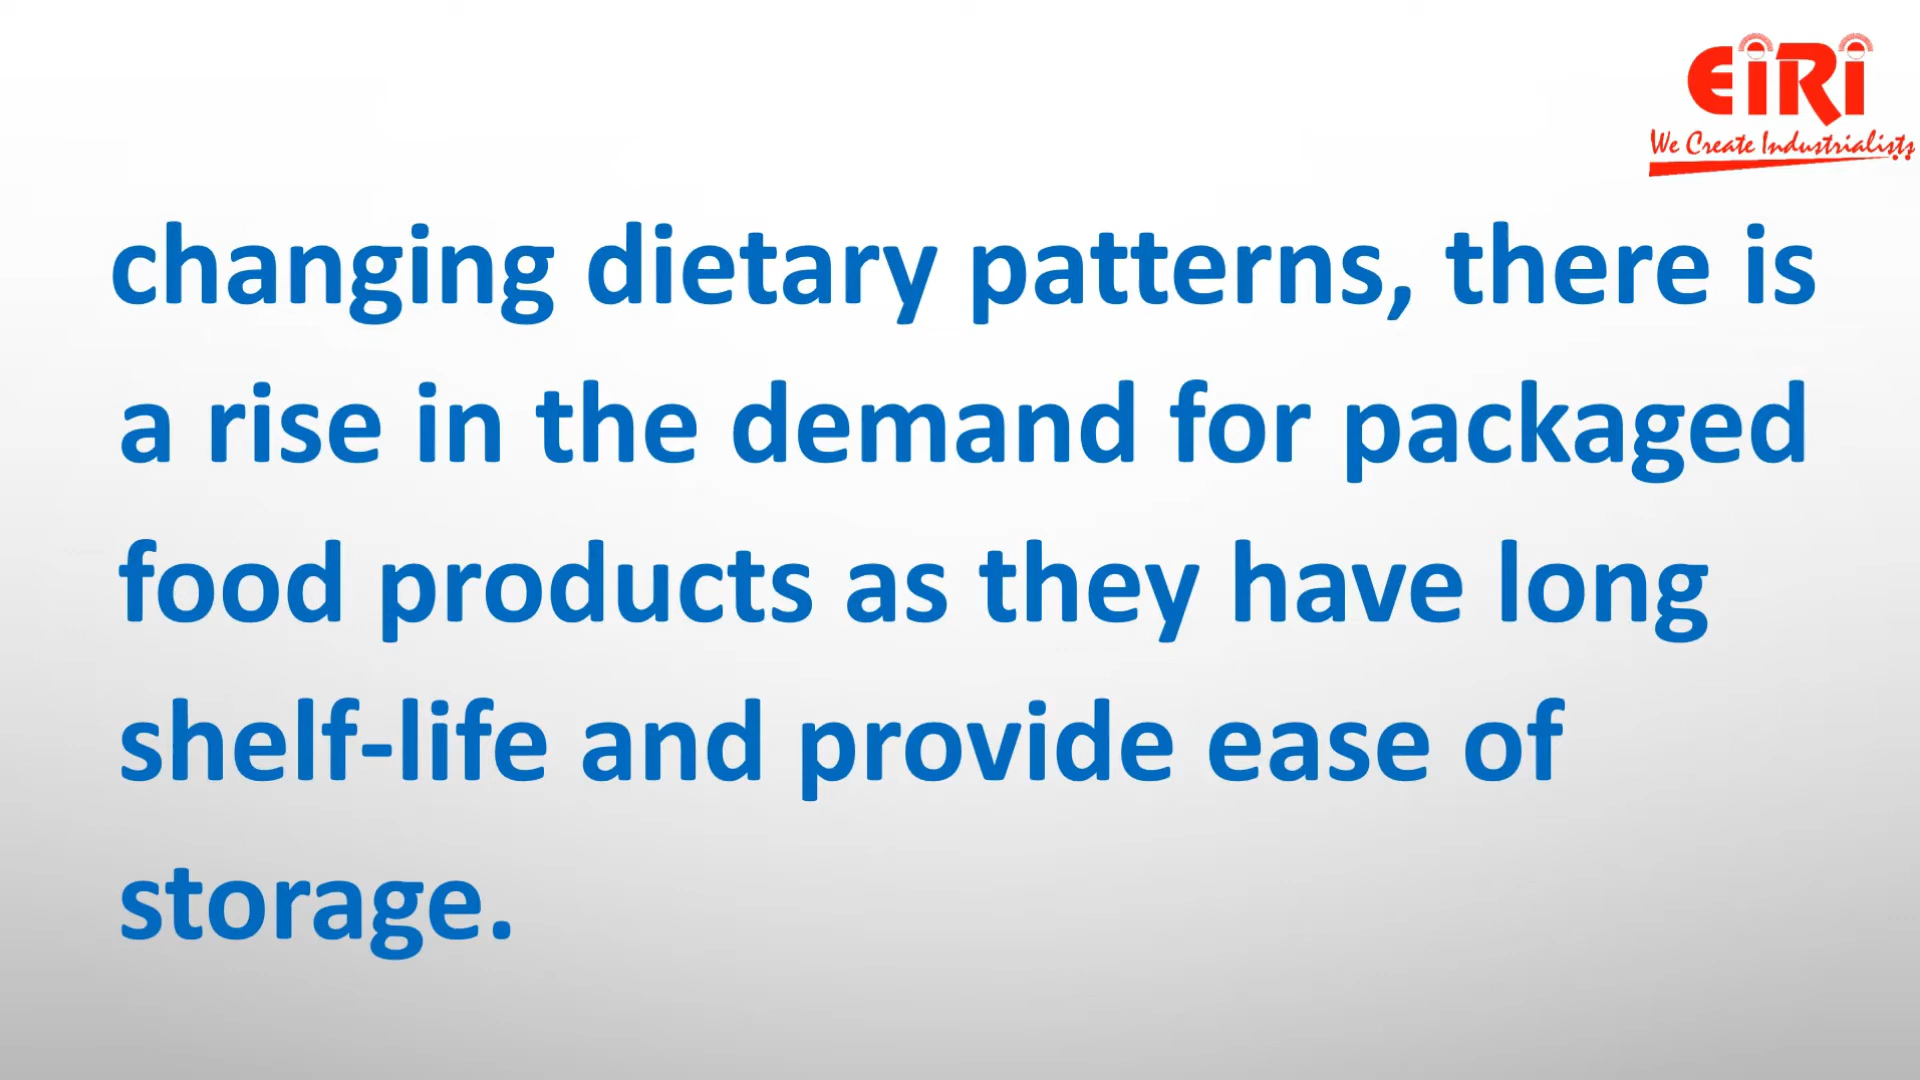 EiRi
We Create Industrialists
changing dietary patterns, there is
a rise in the demand for packaged
food products as they have long
shelf-life and provide ease of
storage.